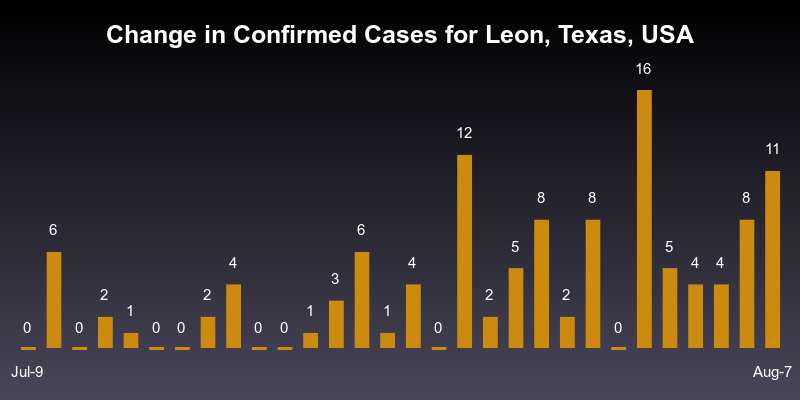 Change in Confirmed Cases for Leon, Texas, USA
0 6 0 2 1 0 0 2 4 0 0 1 3 6 1 4 0 12 2 5 8 2 8 0 16 5 4 4 8 11
Jul-9 Aug-7